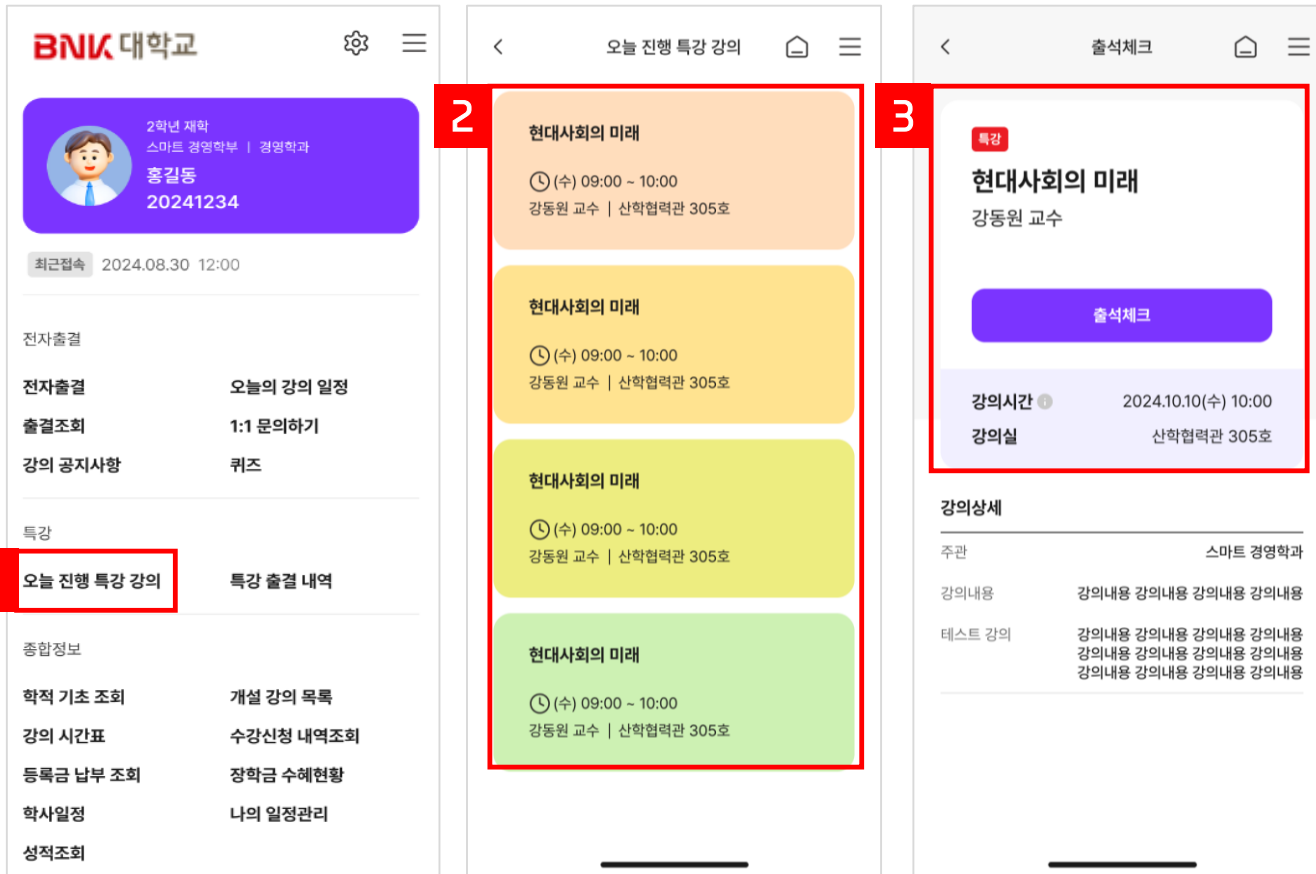 BNK 대학교
2학년 재학
스마트 경영학부 | 경영학과
홍길동
20241234
최근접속 2024.08.30 12:00
전자출결
전자출결 오늘의 강의 일정
출결조회 1:1 문의하기
강의 공지사항 퀴즈
특강
오늘 진행 특강 강의 특강 출결 내역
종합정보
학적 기초 조회 개설 강의 목록
강의 시간표 수강신청 내역조회
등록금 납부 조회 장학금 수혜현황
학사일정 나의 일정관리
성적조회
오늘 진행 특강 강의
2
현대사회의 미래
(수) 09:00 ~ 10:00
강동원 교수 | 산학협력관 305호
현대사회의 미래
(수) 09:00 ~ 10:00
강동원 교수 | 산학협력관 305호
현대사회의 미래
(수) 09:00 ~ 10:00
강동원 교수 | 산학협력관 305호
현대사회의 미래
(수) 09:00 ~ 10:00
강동원 교수 | 산학협력관 305호
출석체크
3
특강
현대사회의 미래
강동원 교수
출석체크
강의시간 2024.10.10(수) 10:00
강의실 산학협력관 305호
강의상세
주관 스마트 경영학과
강의내용 강의내용 강의내용 강의내용 강의내용
테스트 강의 강의내용 강의내용 강의내용 강의내용
강의내용 강의내용 강의내용 강의내용
강의내용 강의내용 강의내용 강의내용